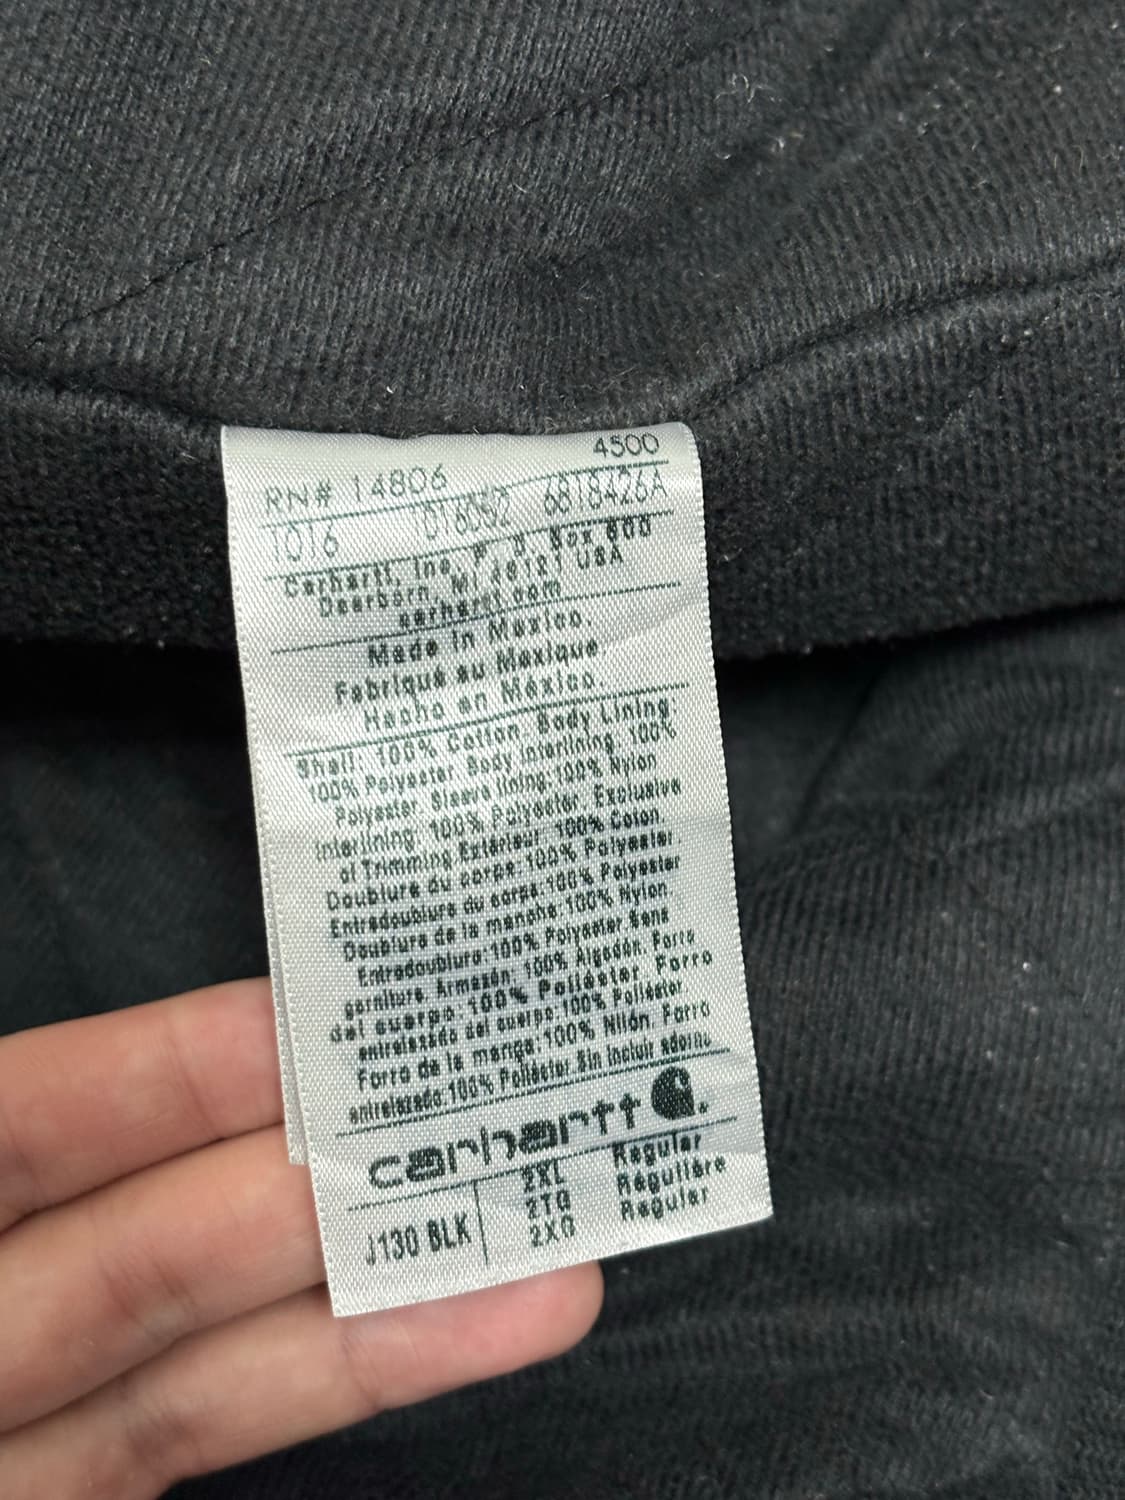 4500
RN# 14806
1016 018052 6818426A
Carhartt, Inc. P. O. Box 600
Dearborn, MI 48121 USA
carhartt.com
Made in Mexico.
Fabriqué au Mexique.
Hecho en México.
Shell: 100% Cotton. Body Lining:
100% Polyester. Body Interlining: 100%
Polyester. Sleeve lining:100% Nylon
Interlining: 100% Polyester. Exclusive
of Trimming Extérieur: 100% Coton.
Doublure du corps:100% Polyester
Entredoublure du corps:100% Polyester
Doublure de la manche:100% Nylon
Entredoublure:100% Polyester Sans
garniture. Armazón: 100% Algodón. Forro
del cuerpo:100% Poliéster. Forro
entrelazado del cuerpo:100% Poliéster
Forro de la manga:100% Nilón. Forro
entrelazado:100% Poliéster Sin incluir adorno
carhartt
J130 BLK
2XL Regular
2TG Régulière
2XG Regular